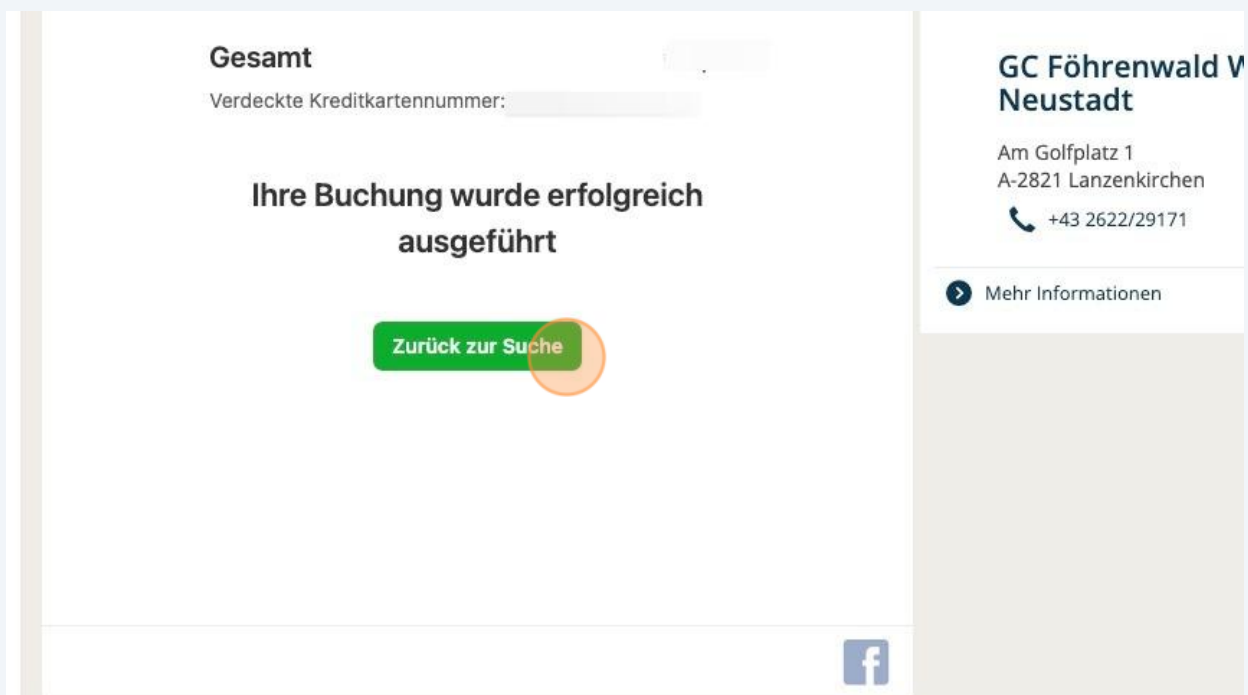 Gesamt
Verdeckte Kreditkartennummer:
Ihre Buchung wurde erfolgreich
ausgeführt
Zurück zur Suche
GC Föhrenwald
Neustadt
Am Golfplatz 1
A-2821 Lanzenkirchen
+43 2622/29171
Mehr Informationen
f